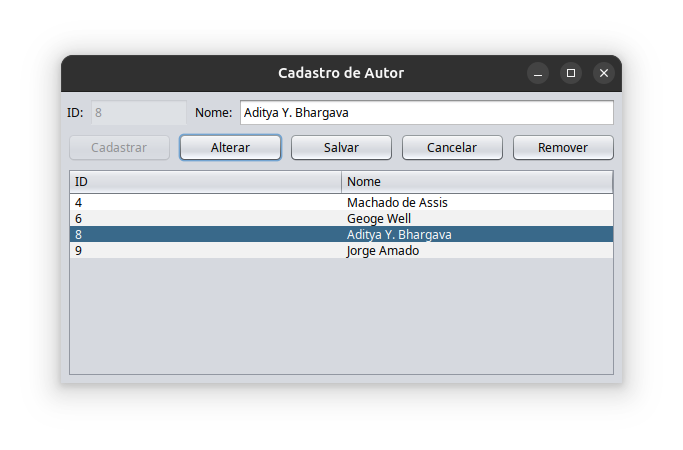 Cadastro de Autor
ID: 8 Nome: Aditya Y. Bhargava
Cadastrar Alterar Salvar Cancelar Remover
ID Nome
4 Machado de Assis
6 Geoge Well
8 Aditya Y. Bhargava
9 Jorge Amado